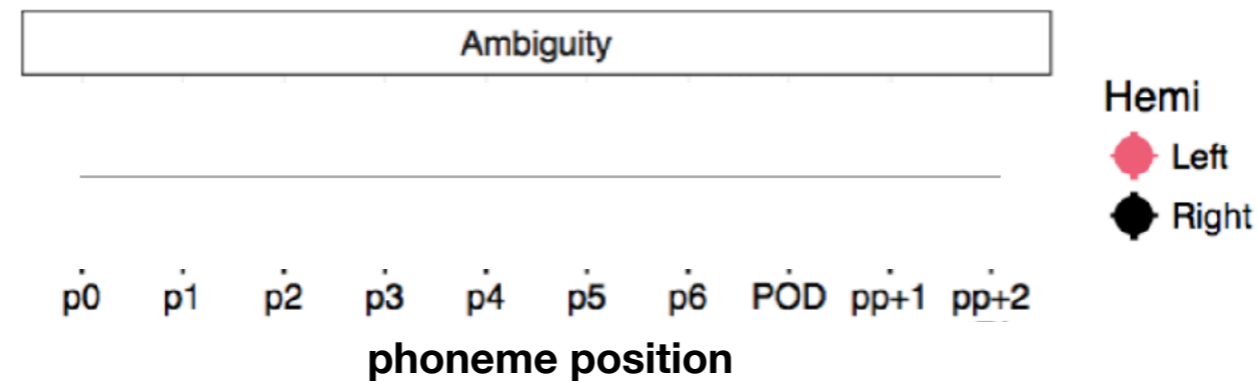 Ambiguity
Hemi
Left
Right
p0 p1 p2 p3 p4 p5 p6 POD pp+1 pp+2
phoneme position